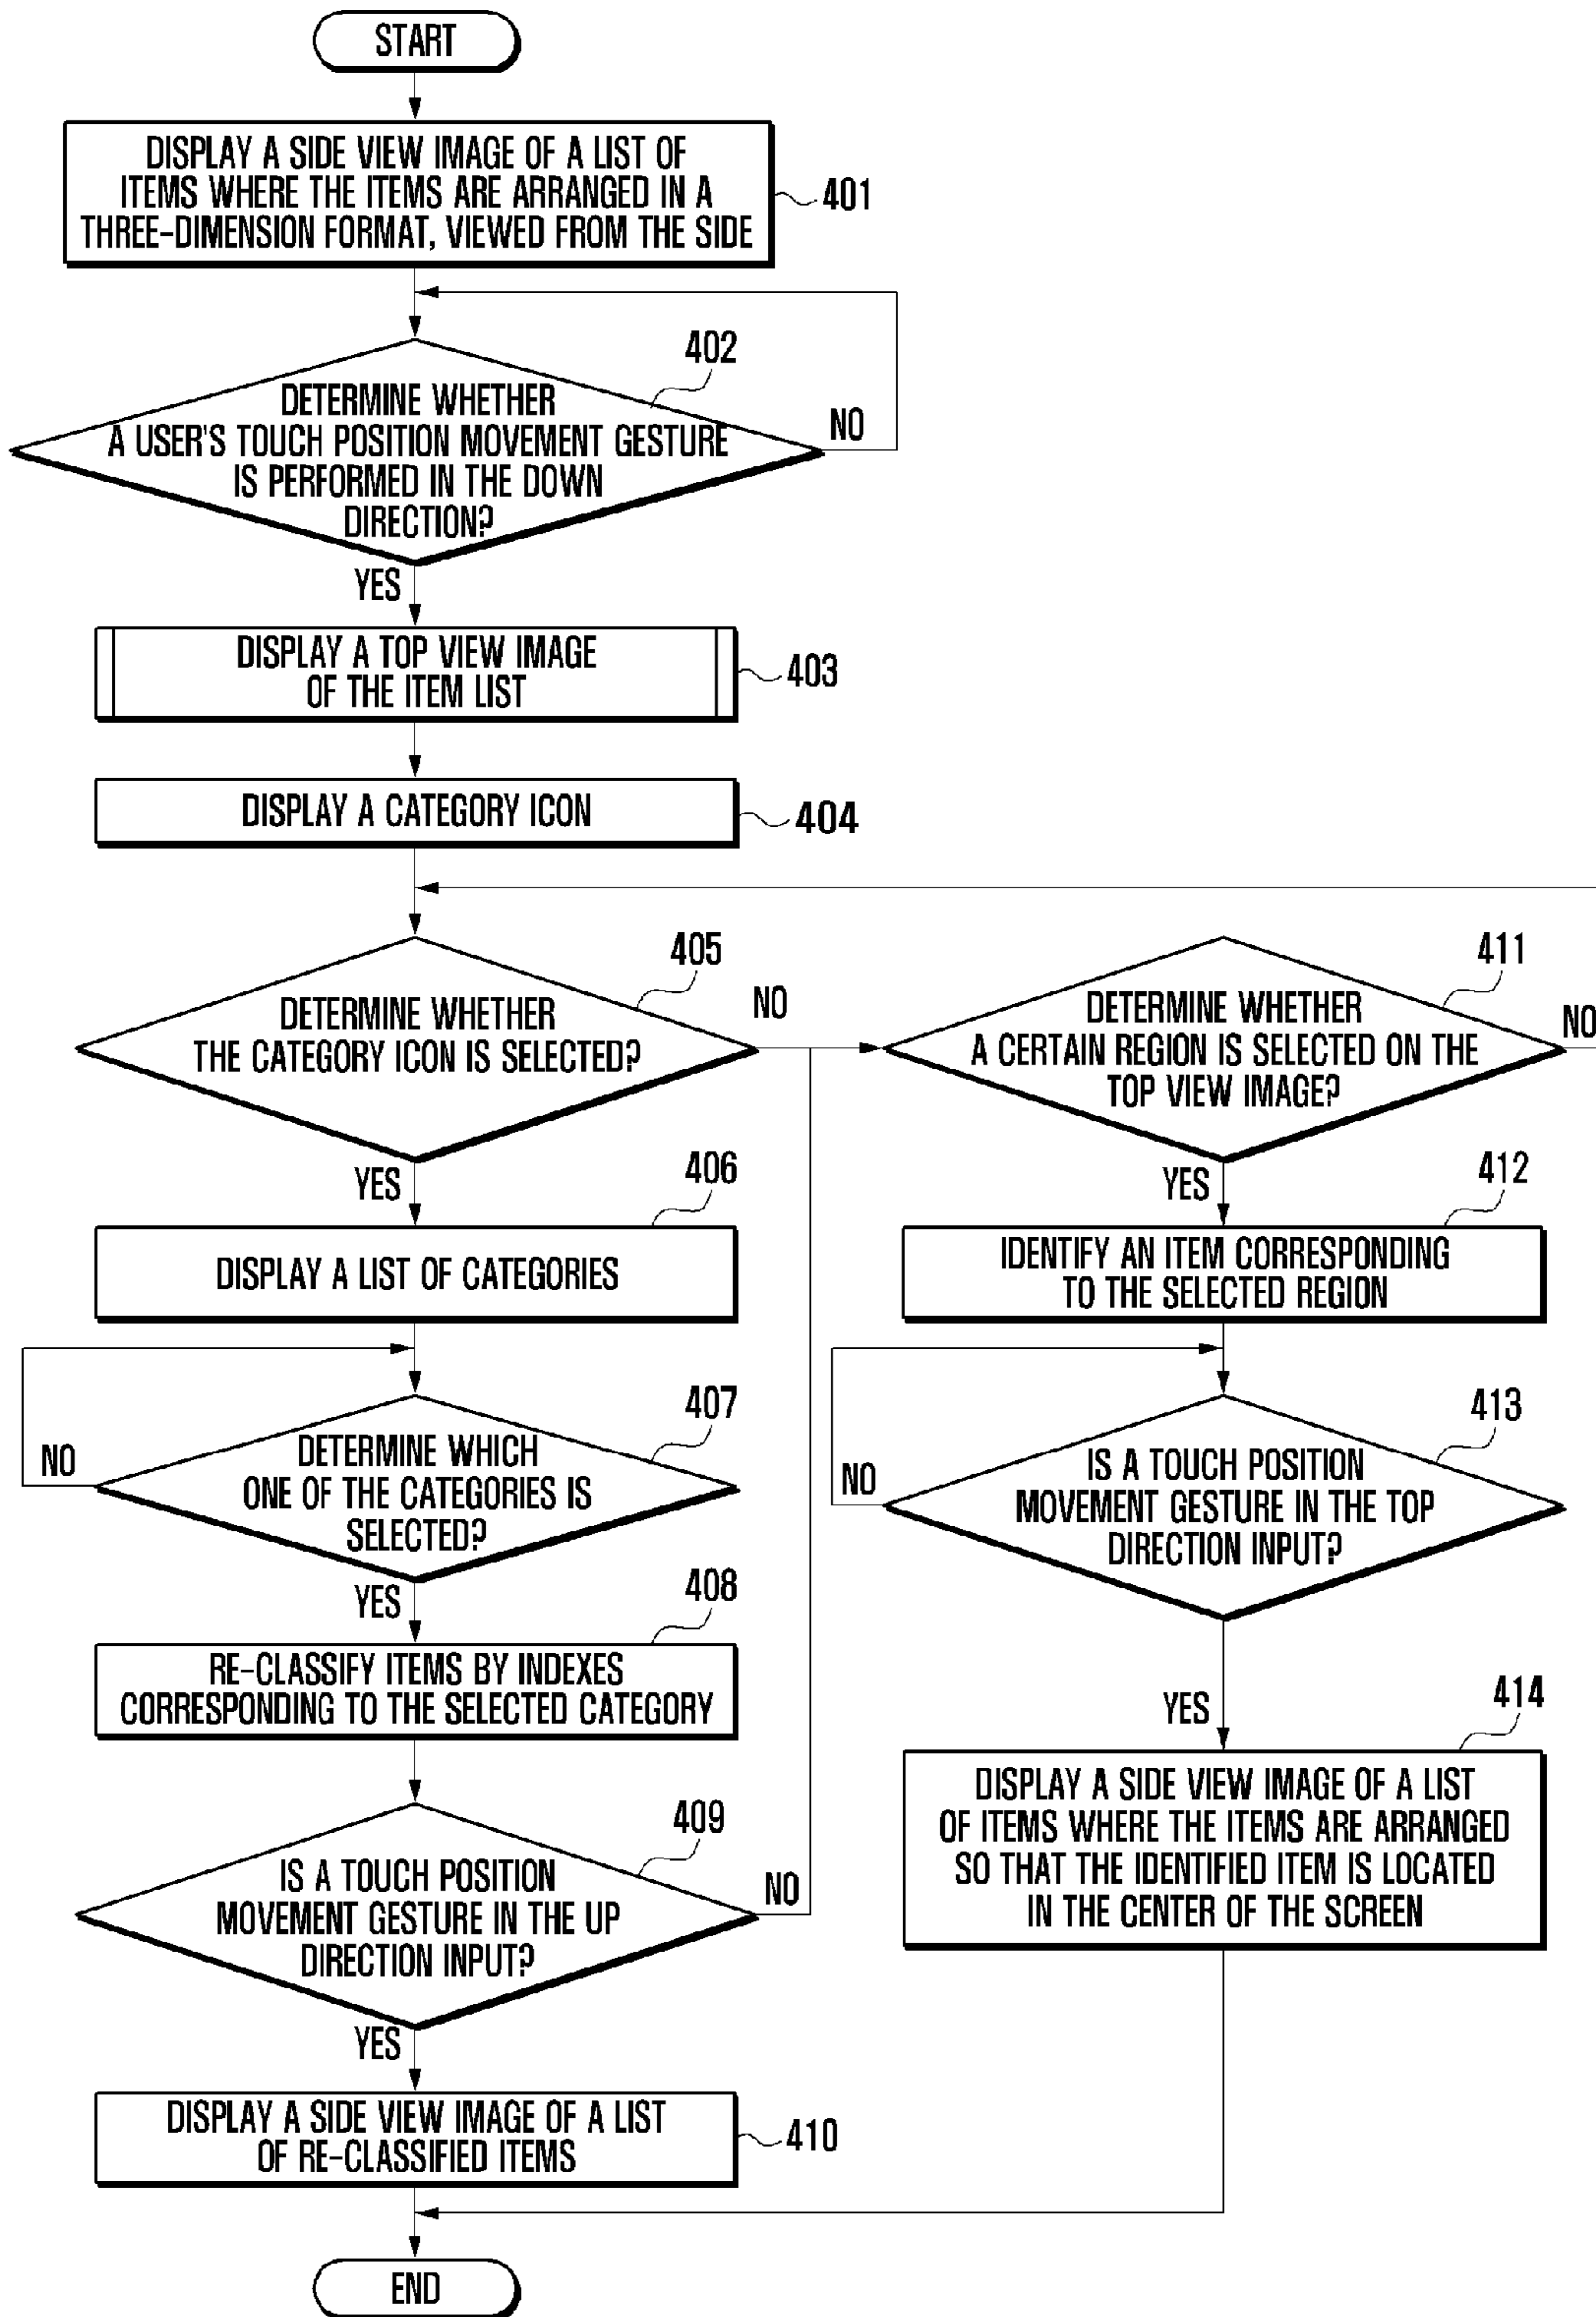 START
DISPLAY A SIDE VIEW IMAGE OF A LIST OF
ITEMS WHERE THE ITEMS ARE ARRANGED IN A
THREE-DIMENSION FORMAT, VIEWED FROM THE SIDE
401
402
DETERMINE WHETHER
A USER'S TOUCH POSITION MOVEMENT GESTURE
IS PERFORMED IN THE DOWN
DIRECTION?
NO
YES
DISPLAY A TOP VIEW IMAGE
OF THE ITEM LIST
403
DISPLAY A CATEGORY ICON
404
405
DETERMINE WHETHER
THE CATEGORY ICON IS SELECTED?
NO
YES
406
DISPLAY A LIST OF CATEGORIES
407
DETERMINE WHICH
ONE OF THE CATEGORIES IS
SELECTED?
NO
YES
408
RE-CLASSIFY ITEMS BY INDEXES
CORRESPONDING TO THE SELECTED CATEGORY
409
IS A TOUCH POSITION
MOVEMENT GESTURE IN THE UP
DIRECTION INPUT?
NO
YES
DISPLAY A SIDE VIEW IMAGE OF A LIST
OF RE-CLASSIFIED ITEMS
410
411
DETERMINE WHETHER
A CERTAIN REGION IS SELECTED ON THE
TOP VIEW IMAGE?
NO
YES
412
IDENTIFY AN ITEM CORRESPONDING
TO THE SELECTED REGION
413
IS A TOUCH POSITION
MOVEMENT GESTURE IN THE TOP
DIRECTION INPUT?
NO
YES
414
DISPLAY A SIDE VIEW IMAGE OF A LIST
OF ITEMS WHERE THE ITEMS ARE ARRANGED
SO THAT THE IDENTIFIED ITEM IS LOCATED
IN THE CENTER OF THE SCREEN
END